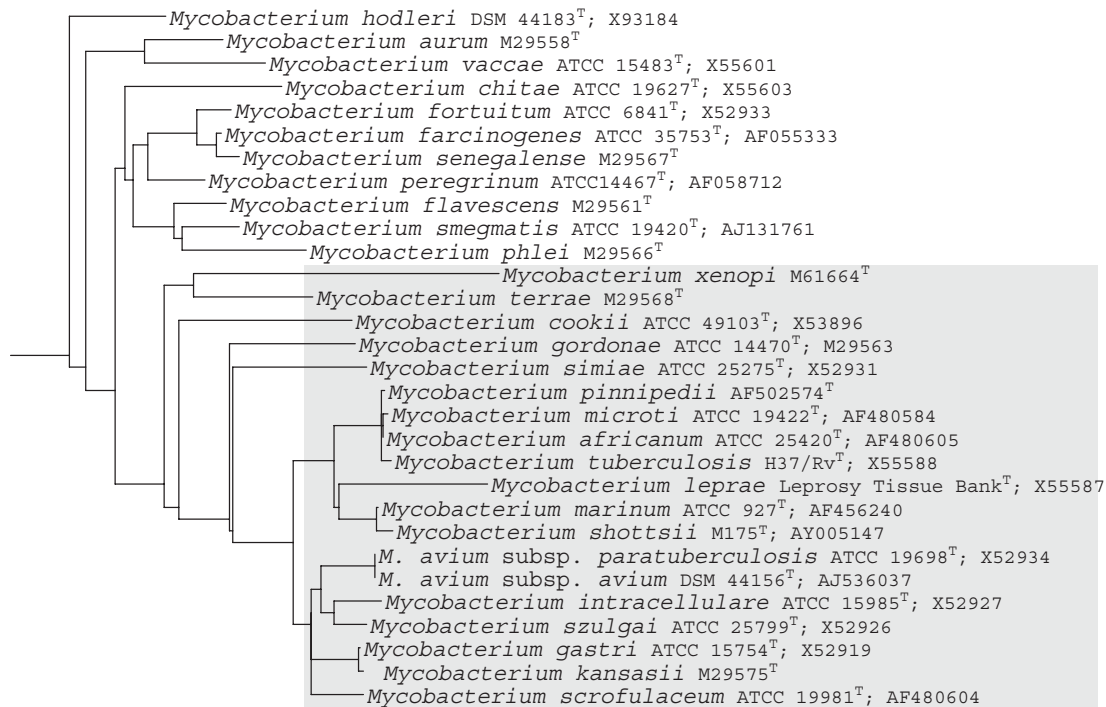 Mycobacterium hodleri DSM 44183T; X93184
Mycobacterium aurum M29558T
Mycobacterium vaccae ATCC 15483T; X55601
Mycobacterium chitae ATCC 19627T; X55603
Mycobacterium fortuitum ATCC 6841T; X52933
Mycobacterium farcinogenes ATCC 35753T; AF055333
Mycobacterium senegalense M29567T
Mycobacterium peregrinum ATCC14467T; AF058712
Mycobacterium flavescens M29561T
Mycobacterium smegmatis ATCC 19420T; AJ131761
Mycobacterium phlei M29566T
Mycobacterium xenopi M61664T
Mycobacterium terrae M29568T
Mycobacterium cookii ATCC 49103T; X53896
Mycobacterium gordonae ATCC 14470T; M29563
Mycobacterium simiae ATCC 25275T; X52931
Mycobacterium pinnipedii AF502574T
Mycobacterium microti ATCC 19422T; AF480584
Mycobacterium africanum ATCC 25420T; AF480605
Mycobacterium tuberculosis H37/RvT; X55588
Mycobacterium leprae Leprosy Tissue BankT; X55587
Mycobacterium marinum ATCC 927T; AF456240
Mycobacterium shottsii M175T; AY005147
M. avium subsp. paratuberculosis ATCC 19698T; X52934
M. avium subsp. avium DSM 44156T; AJ536037
Mycobacterium intracellulare ATCC 15985T; X52927
Mycobacterium szulgai ATCC 25799T; X52926
Mycobacterium gastri ATCC 15754T; X52919
Mycobacterium kansasii M29575T
Mycobacterium scrofulaceum ATCC 19981T; AF480604